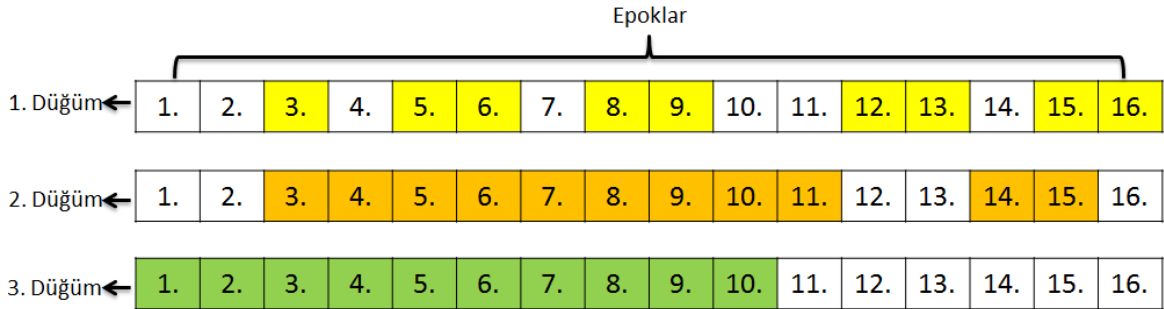 Epoklar
1. Düğüm 1. 2. 3. 4. 5. 6. 7. 8. 9. 10. 11. 12. 13. 14. 15. 16.
2. Düğüm 1. 2. 3. 4. 5. 6. 7. 8. 9. 10. 11. 12. 13. 14. 15. 16.
3. Düğüm 1. 2. 3. 4. 5. 6. 7. 8. 9. 10. 11. 12. 13. 14. 15. 16.